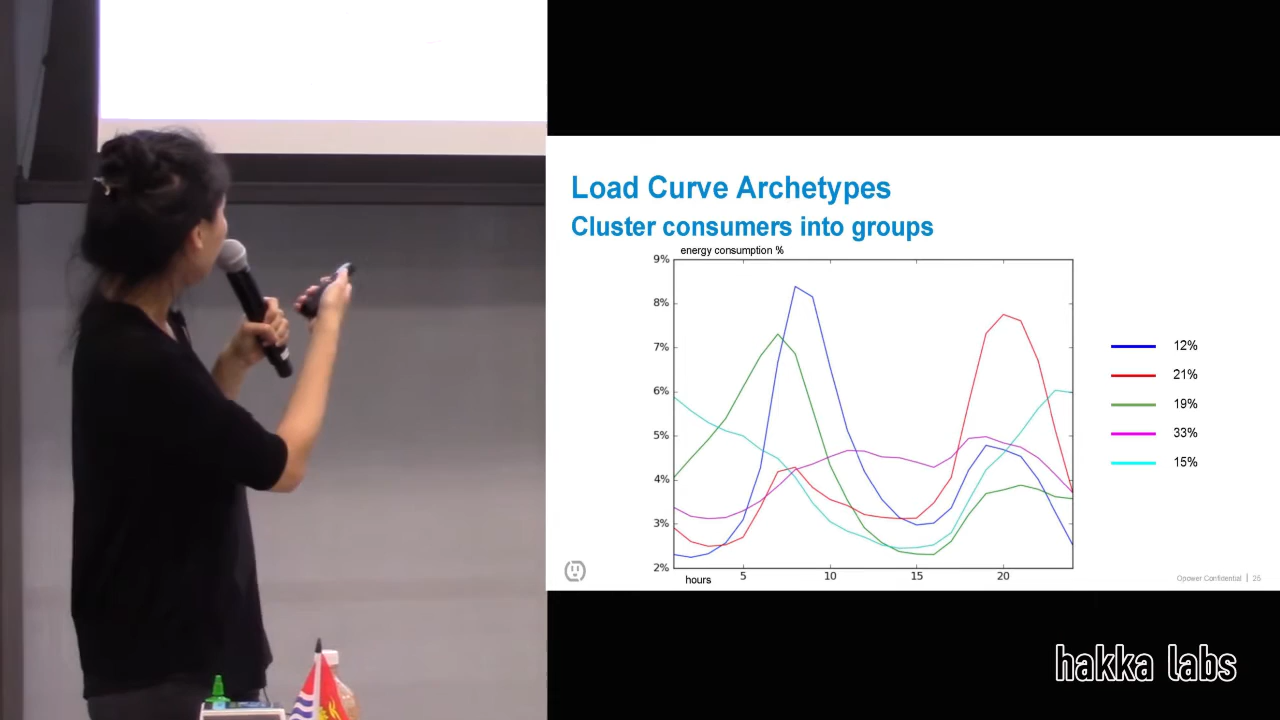 Load Curve Archetypes
Cluster consumers into groups
energy consumption %
9%
8%
7%
6%
5%
4%
3%
2%
hours
5
10
15
20
12%
21%
19%
33%
15%
Opower Confidential | 25
hakka labs